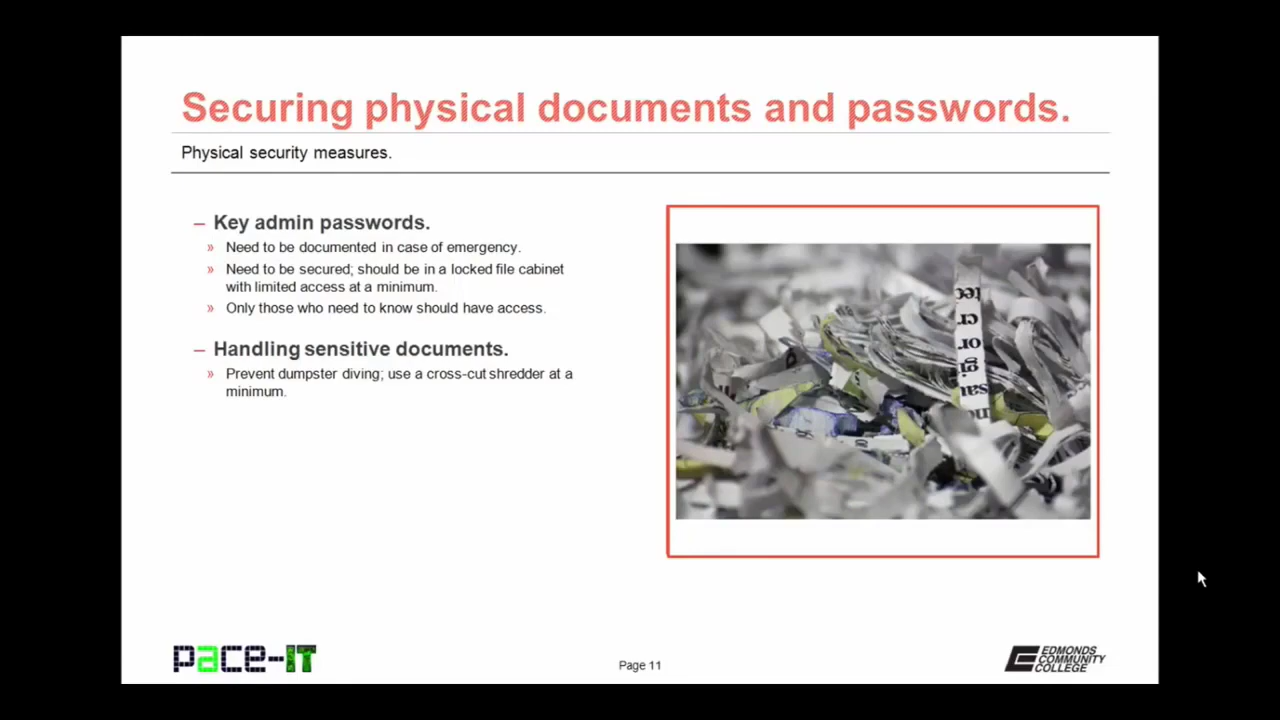 Securing physical documents and passwords.
Physical security measures.
– Key admin passwords.
» Need to be documented in case of emergency.
» Need to be secured; should be in a locked file cabinet
with limited access at a minimum.
» Only those who need to know should have access.
– Handling sensitive documents.
» Prevent dumpster diving; use a cross-cut shredder at a
minimum.
pace-IT
Page 11
EDMONDS
COMMUNITY
COLLEGE